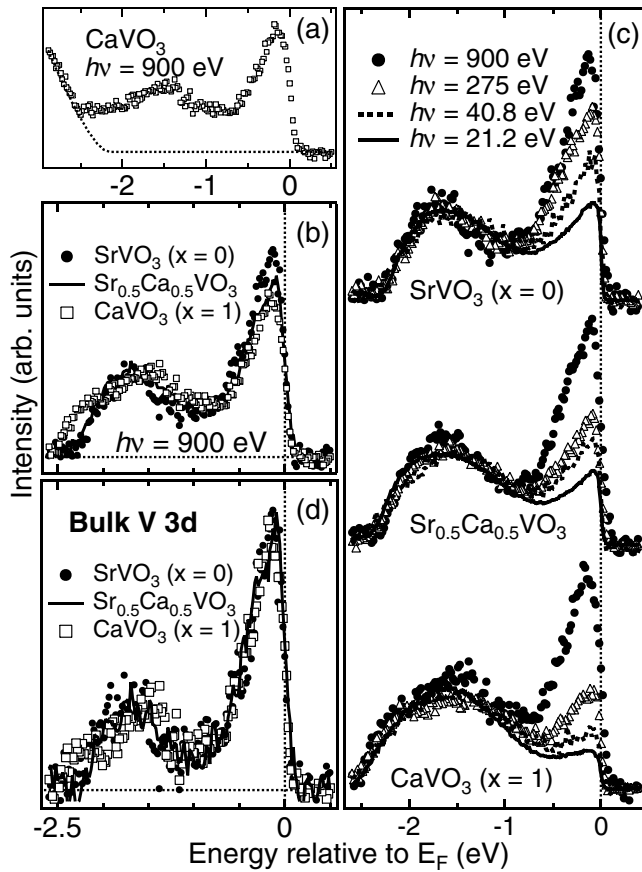 (a)
CaVO₃
hν = 900 eV
-2 -1 0
(b)
SrVO₃ (x = 0)
Sr₀.₅Ca₀.₅VO₃
CaVO₃ (x = 1)
hν = 900 eV
(d)
Bulk V 3d
SrVO₃ (x = 0)
Sr₀.₅Ca₀.₅VO₃
CaVO₃ (x = 1)
-2.5 0
(c)
hν = 900 eV
hν = 275 eV
hν = 40.8 eV
hν = 21.2 eV
SrVO₃ (x = 0)
Sr₀.₅Ca₀.₅VO₃
CaVO₃ (x = 1)
-2 -1 0
Intensity (arb. units)
Energy relative to E_F (eV)